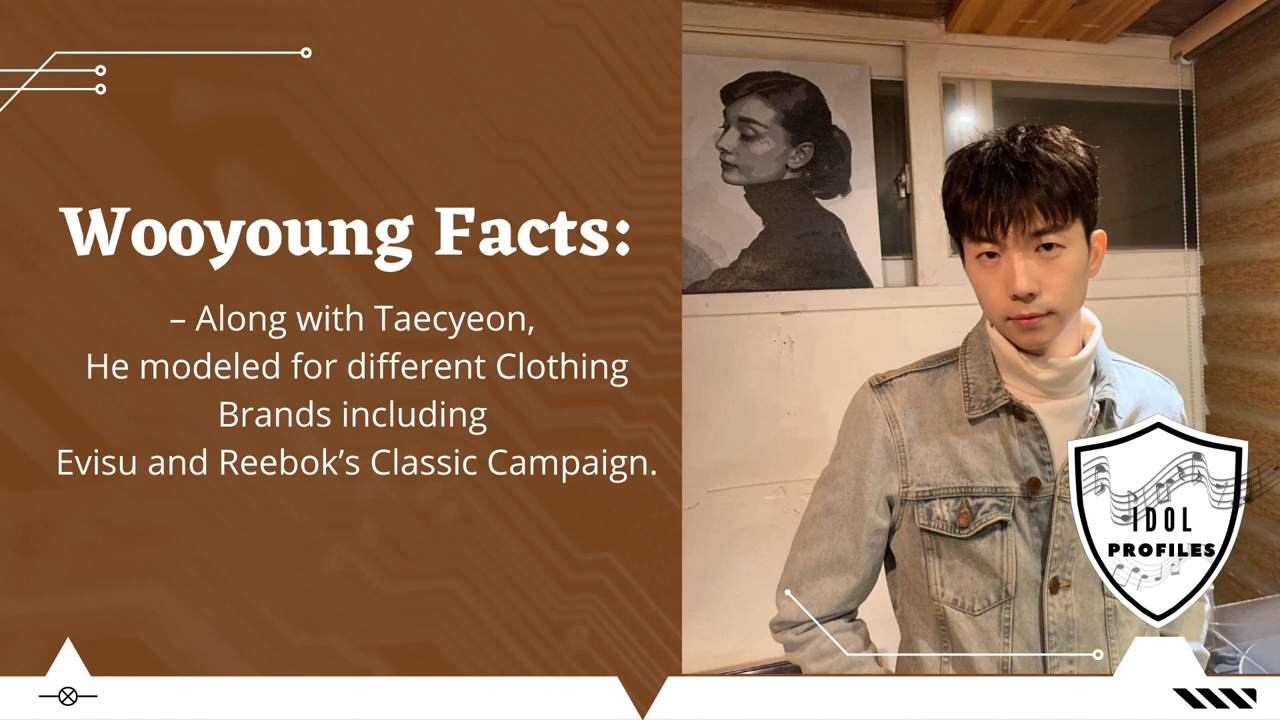 Wooyoung Facts:
– Along with Taecyeon,
He modeled for different Clothing
Brands including
Evisu and Reebok’s Classic Campaign.
IDOL
PROFILES